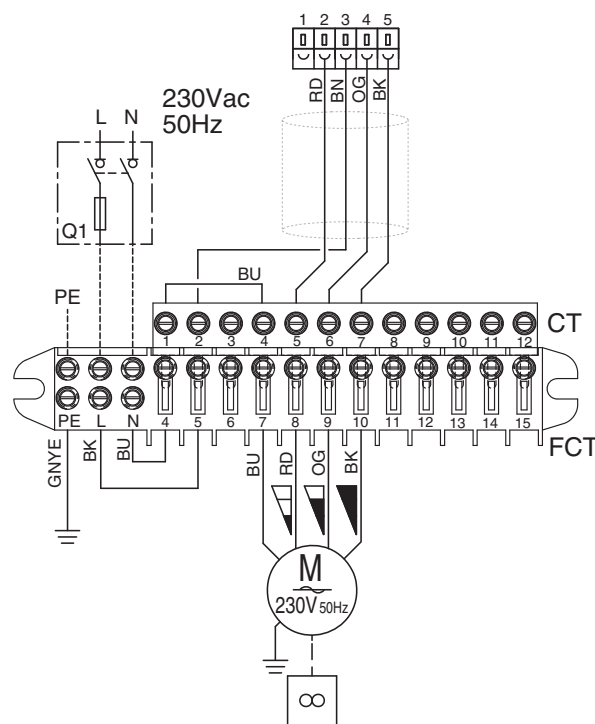 1 2 3 4 5
RD BN OG BK
230Vac
50Hz
L N
Q1
BU
PE
CT
1 2 3 4 5 6 7 8 9 10 11 12
PE L N 4 5 6 7 8 9 10 11 12 13 14 15
FCT
GNYE BK BU BU RD OG BK
M
230V 50Hz